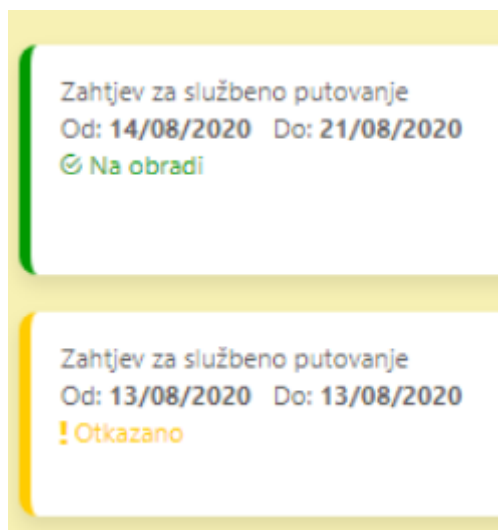 Zahtjev za službeno putovanje
Od: 14/08/2020 Do: 21/08/2020
Na obradi
Zahtjev za službeno putovanje
Od: 13/08/2020 Do: 13/08/2020
! Otkazano